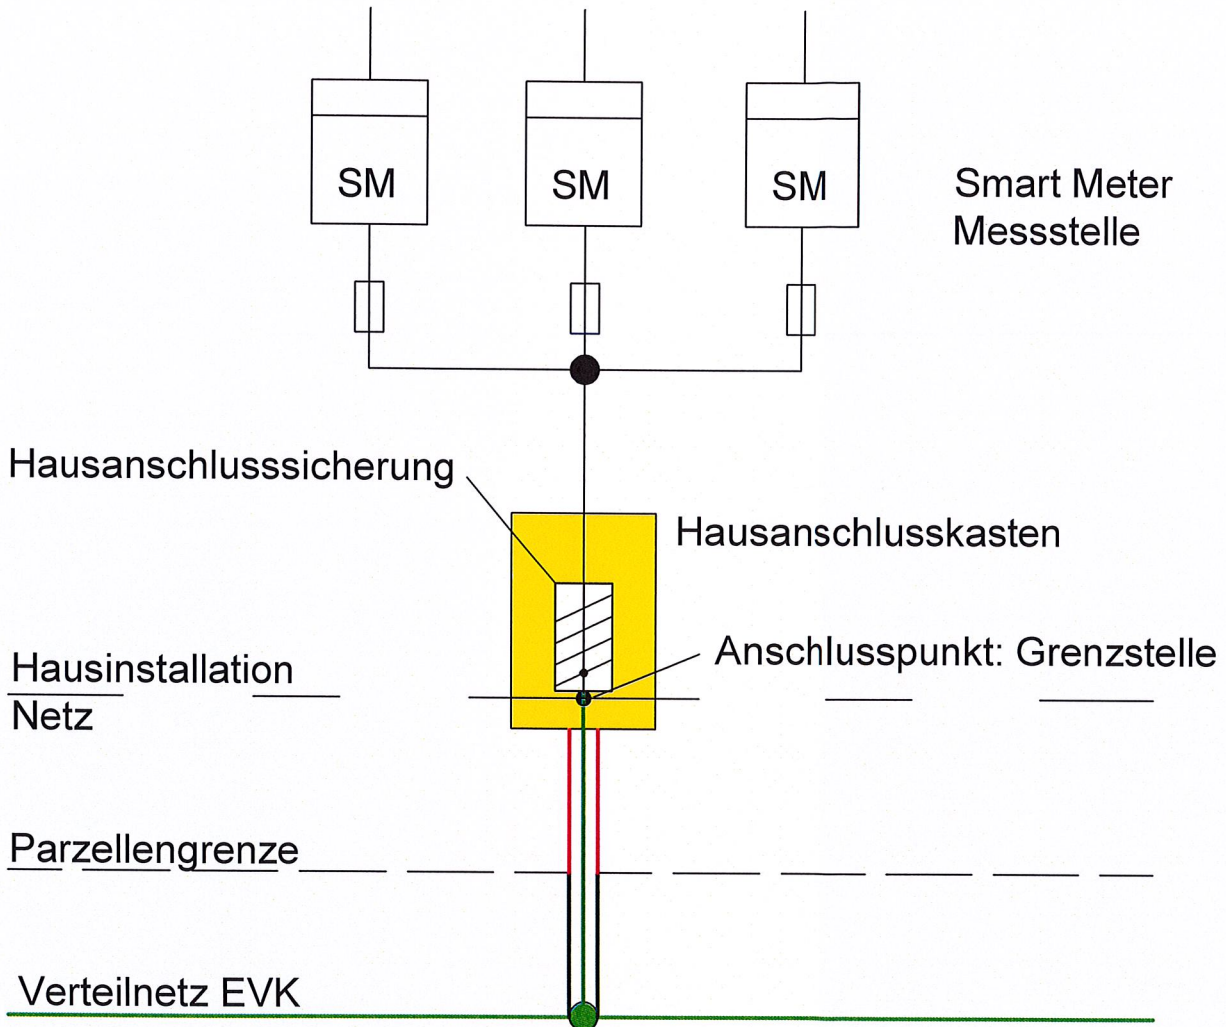 SM
SM
SM
Smart Meter
Messstelle
Hausanschlusssicherung
Hausanschlusskasten
Anschlusspunkt: Grenzstelle
Hausinstallation
Netz
Parzellengrenze
Verteilnetz EVK